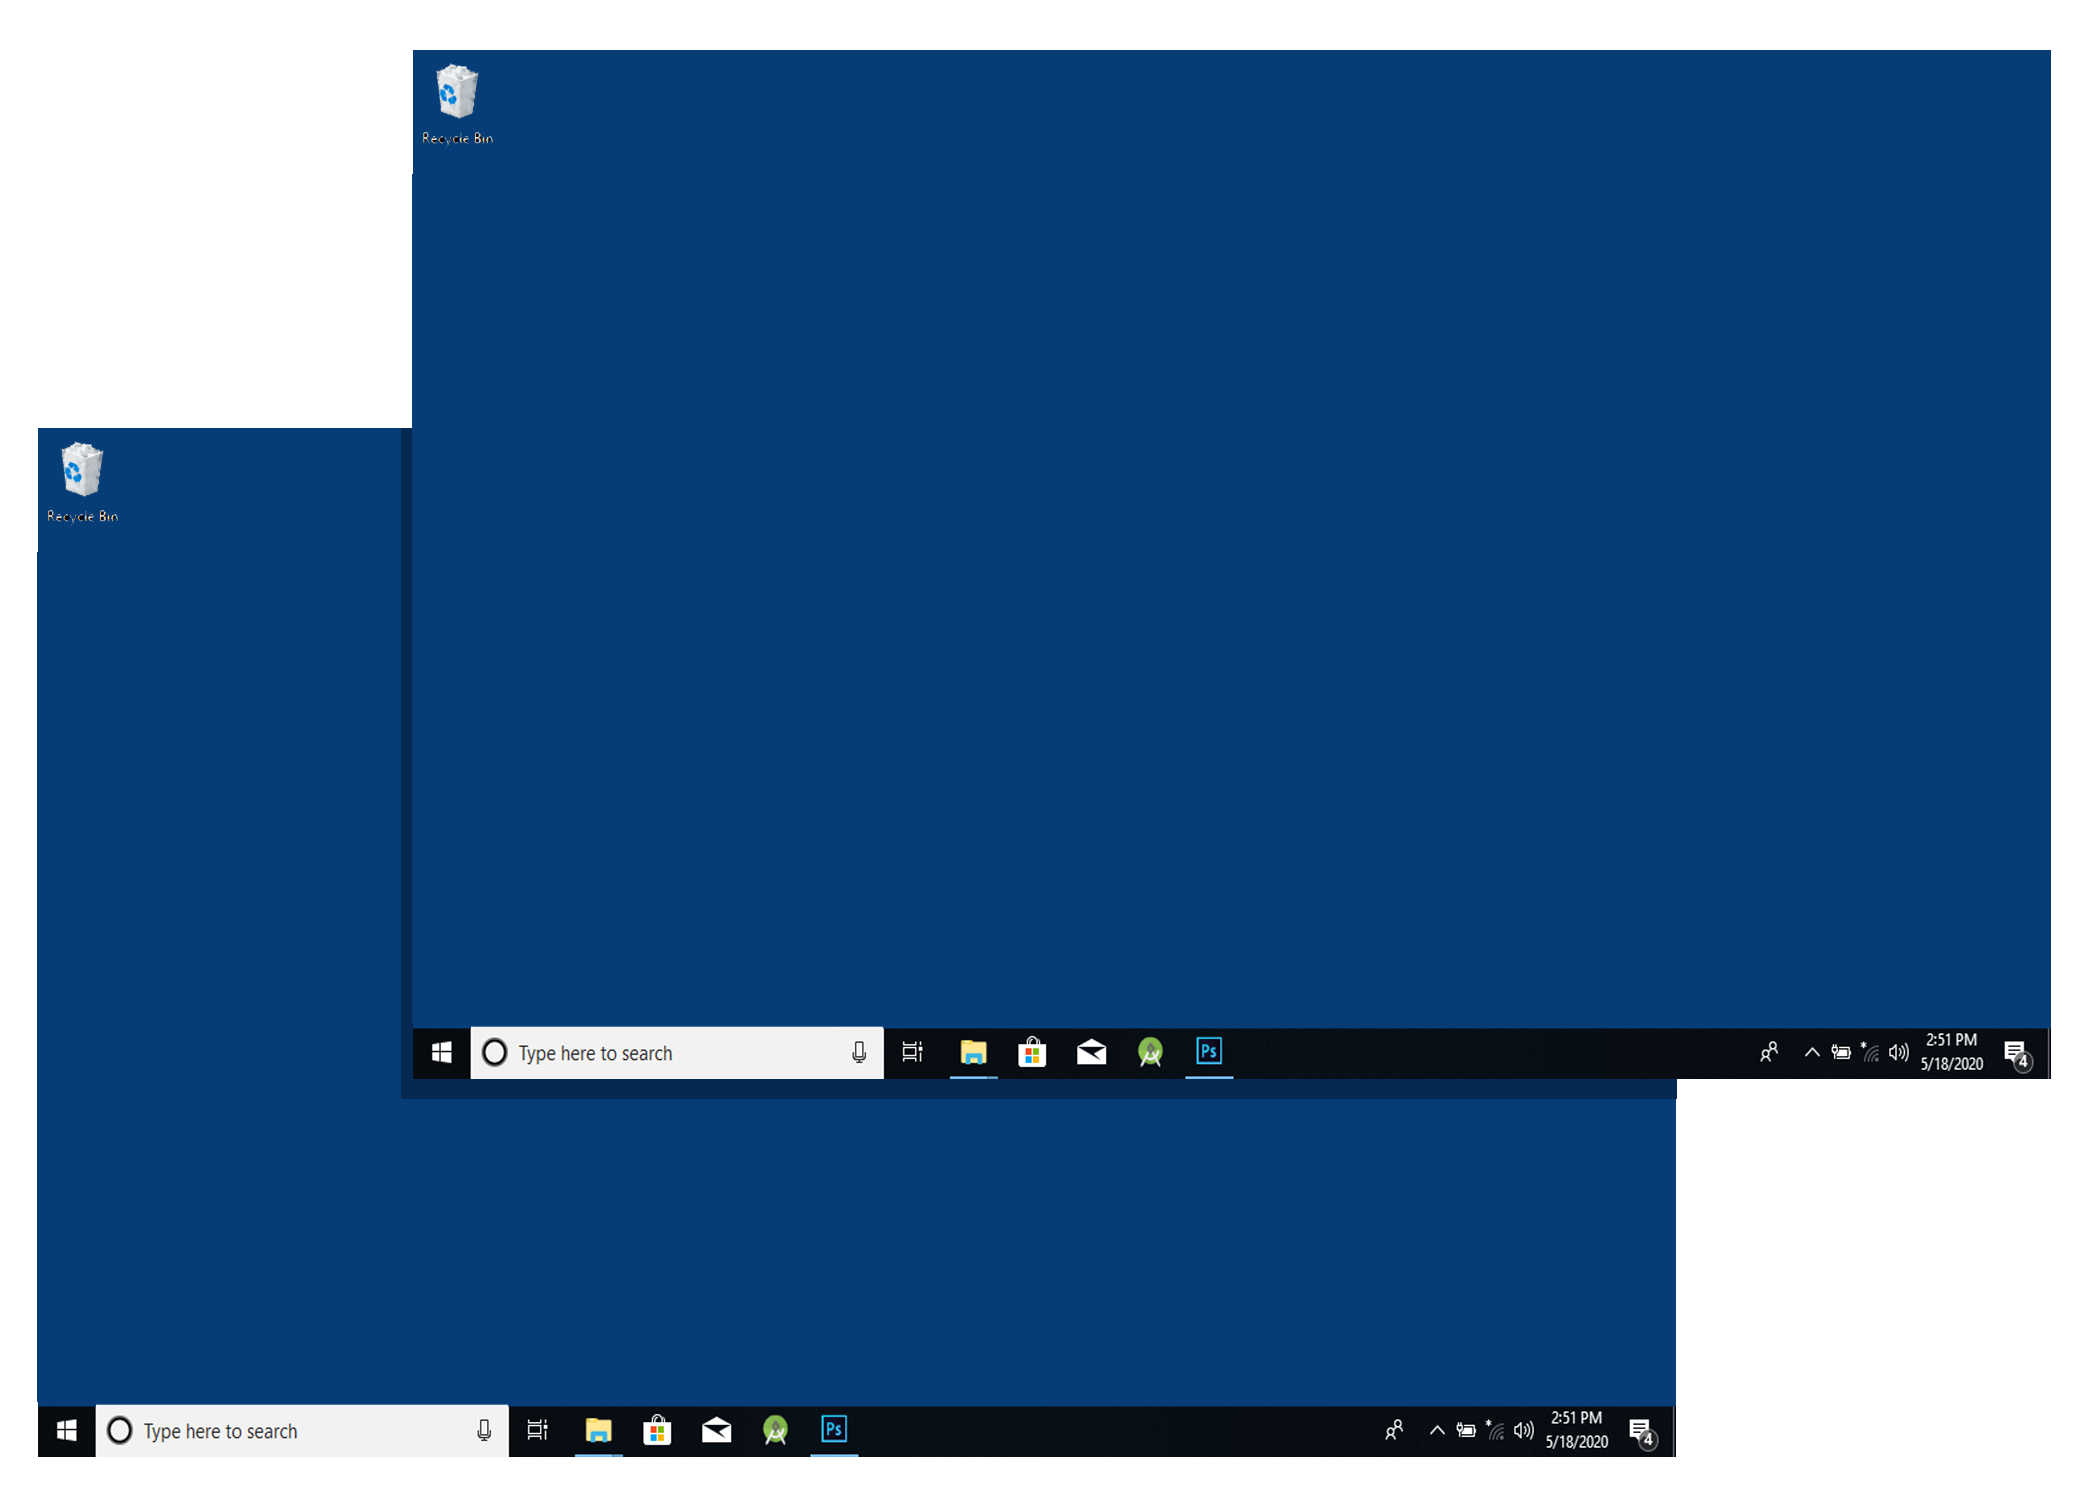 Recycle Bin
Type here to search
Ps
2:51 PM
5/18/2020
4
Recycle Bin
Type here to search
Ps
2:51 PM
5/18/2020
4